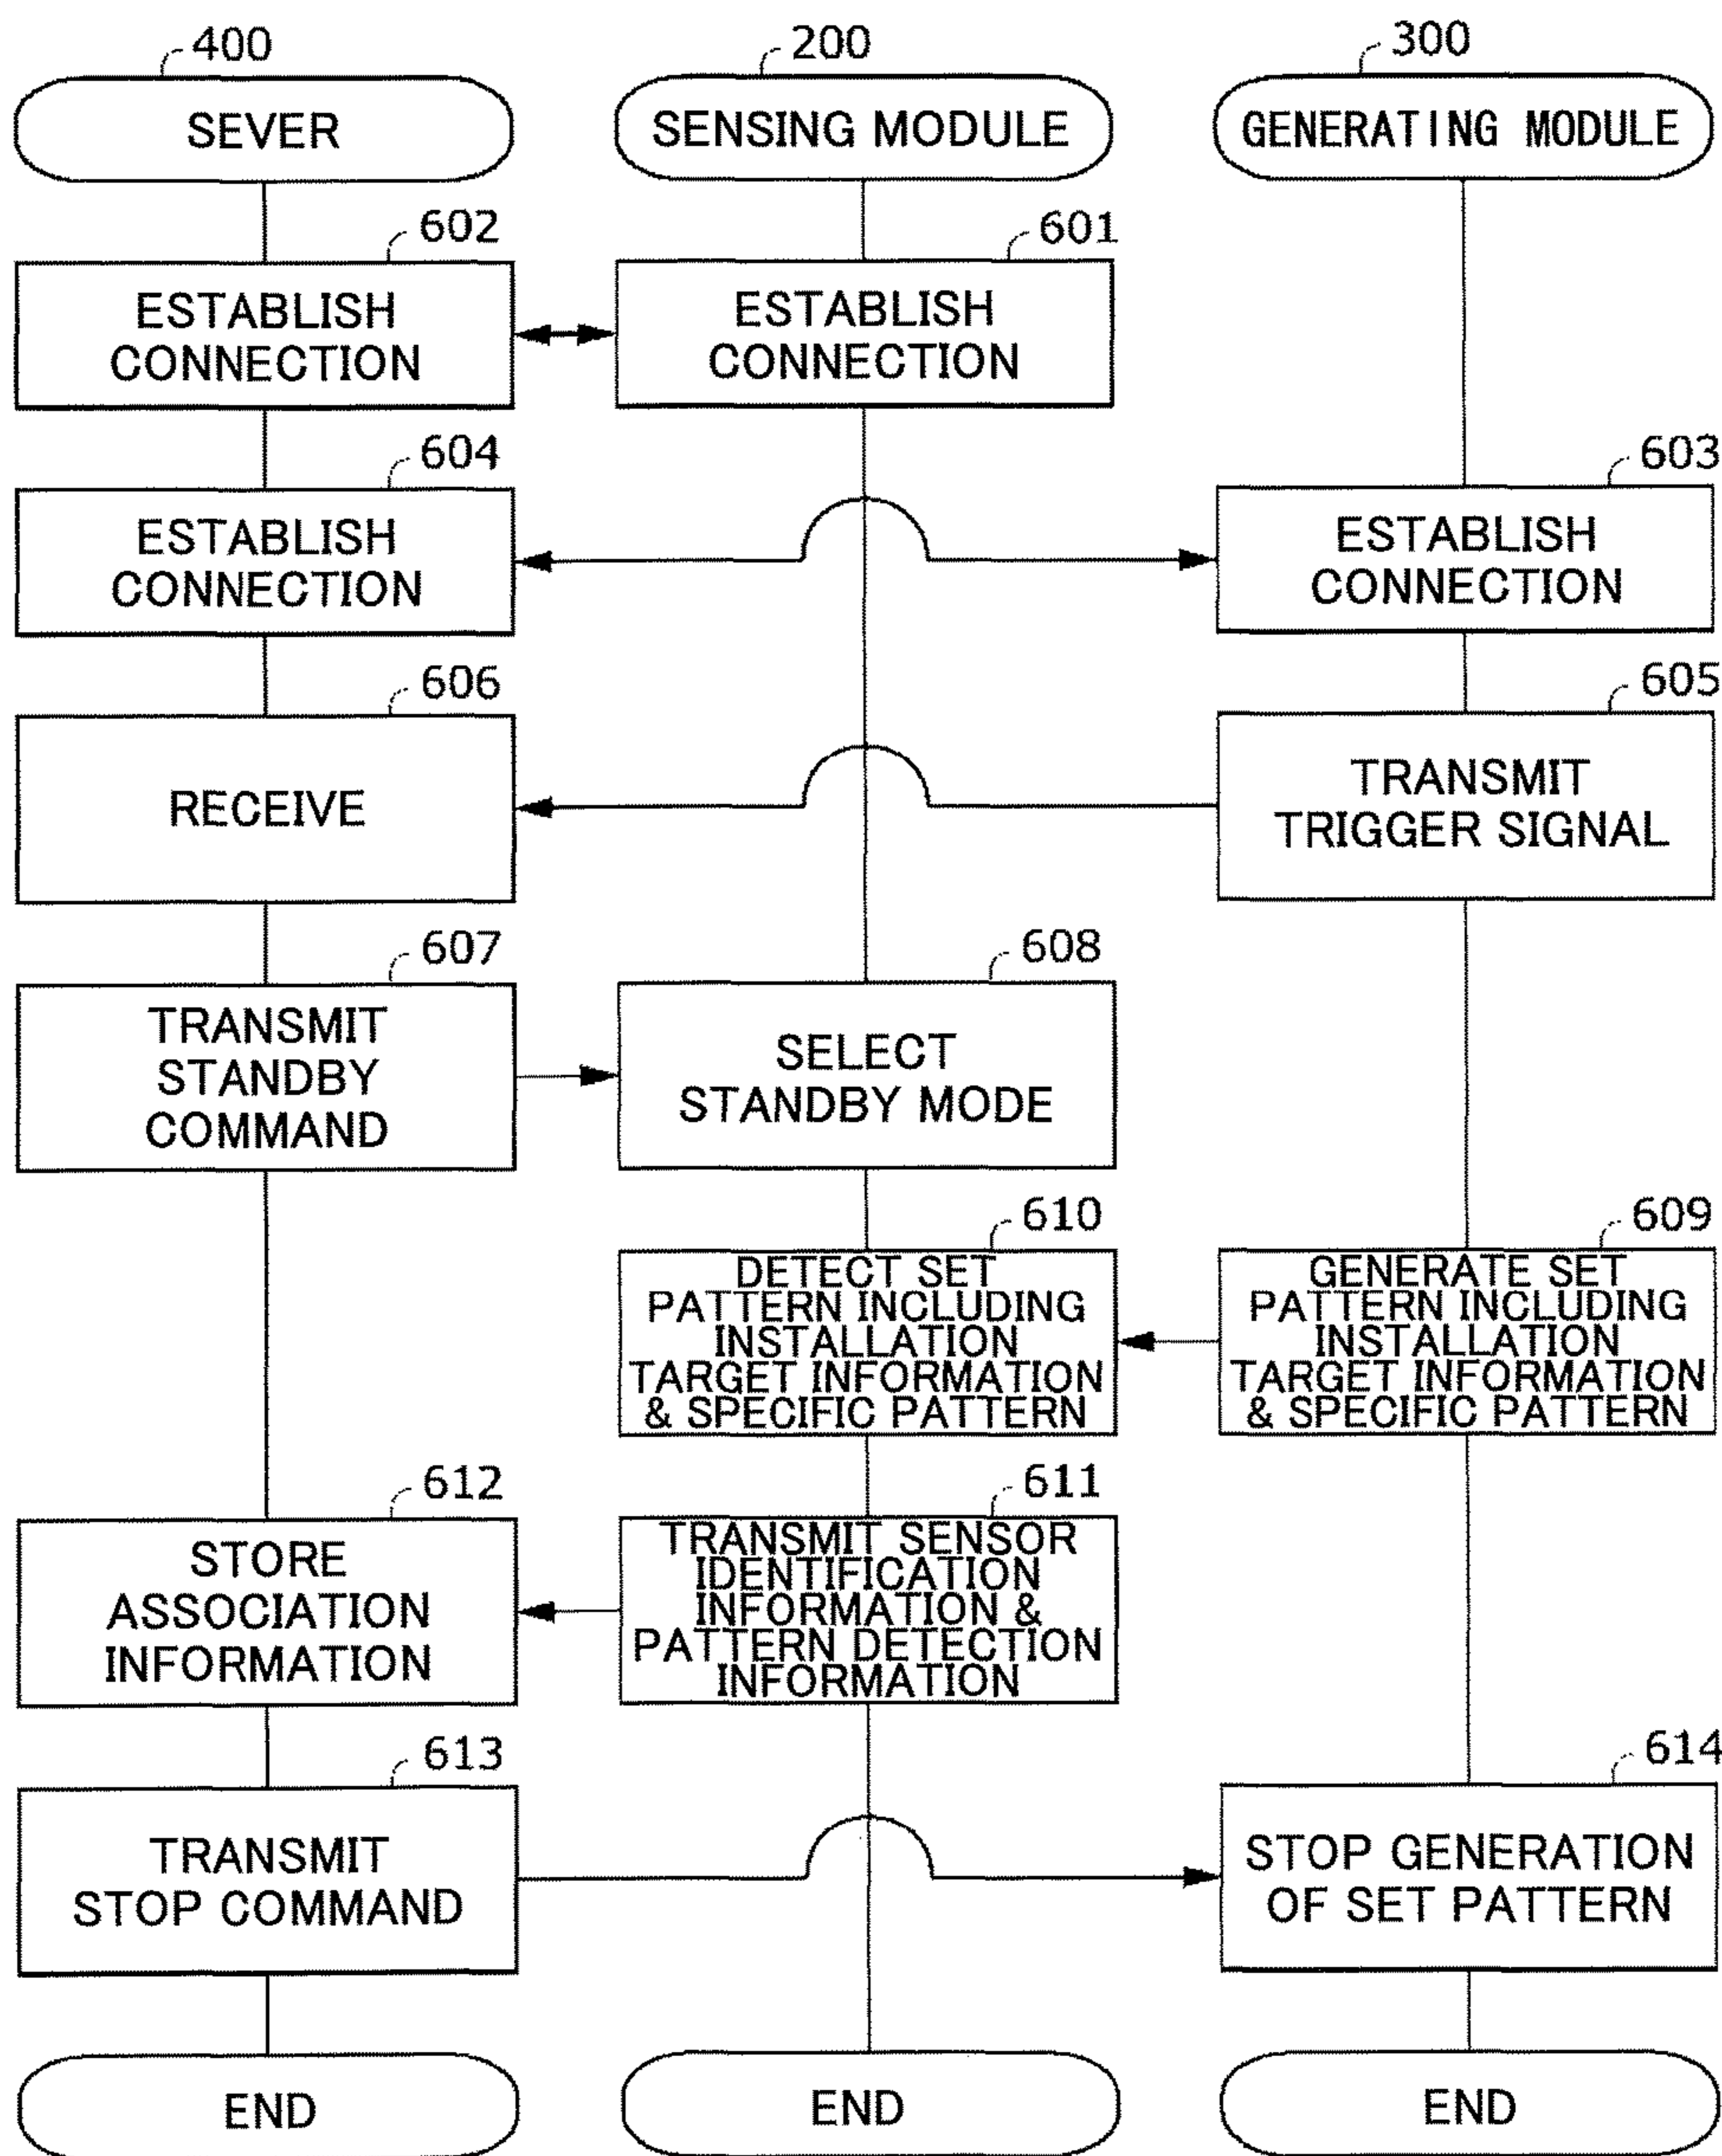 400
200
300
SEVER
SENSING MODULE
GENERATING MODULE
602
601
ESTABLISH
CONNECTION
ESTABLISH
CONNECTION
604
603
ESTABLISH
CONNECTION
ESTABLISH
CONNECTION
606
605
RECEIVE
TRANSMIT
TRIGGER SIGNAL
607
608
TRANSMIT
STANDBY
COMMAND
SELECT
STANDBY MODE
610
609
DETECT SET
PATTERN INCLUDING
INSTALLATION
TARGET INFORMATION
& SPECIFIC PATTERN
GENERATE SET
PATTERN INCLUDING
INSTALLATION
TARGET INFORMATION
& SPECIFIC PATTERN
612
611
STORE
ASSOCIATION
INFORMATION
TRANSMIT SENSOR
IDENTIFICATION
INFORMATION &
PATTERN DETECTION
INFORMATION
613
614
TRANSMIT
STOP COMMAND
STOP GENERATION
OF SET PATTERN
END
END
END